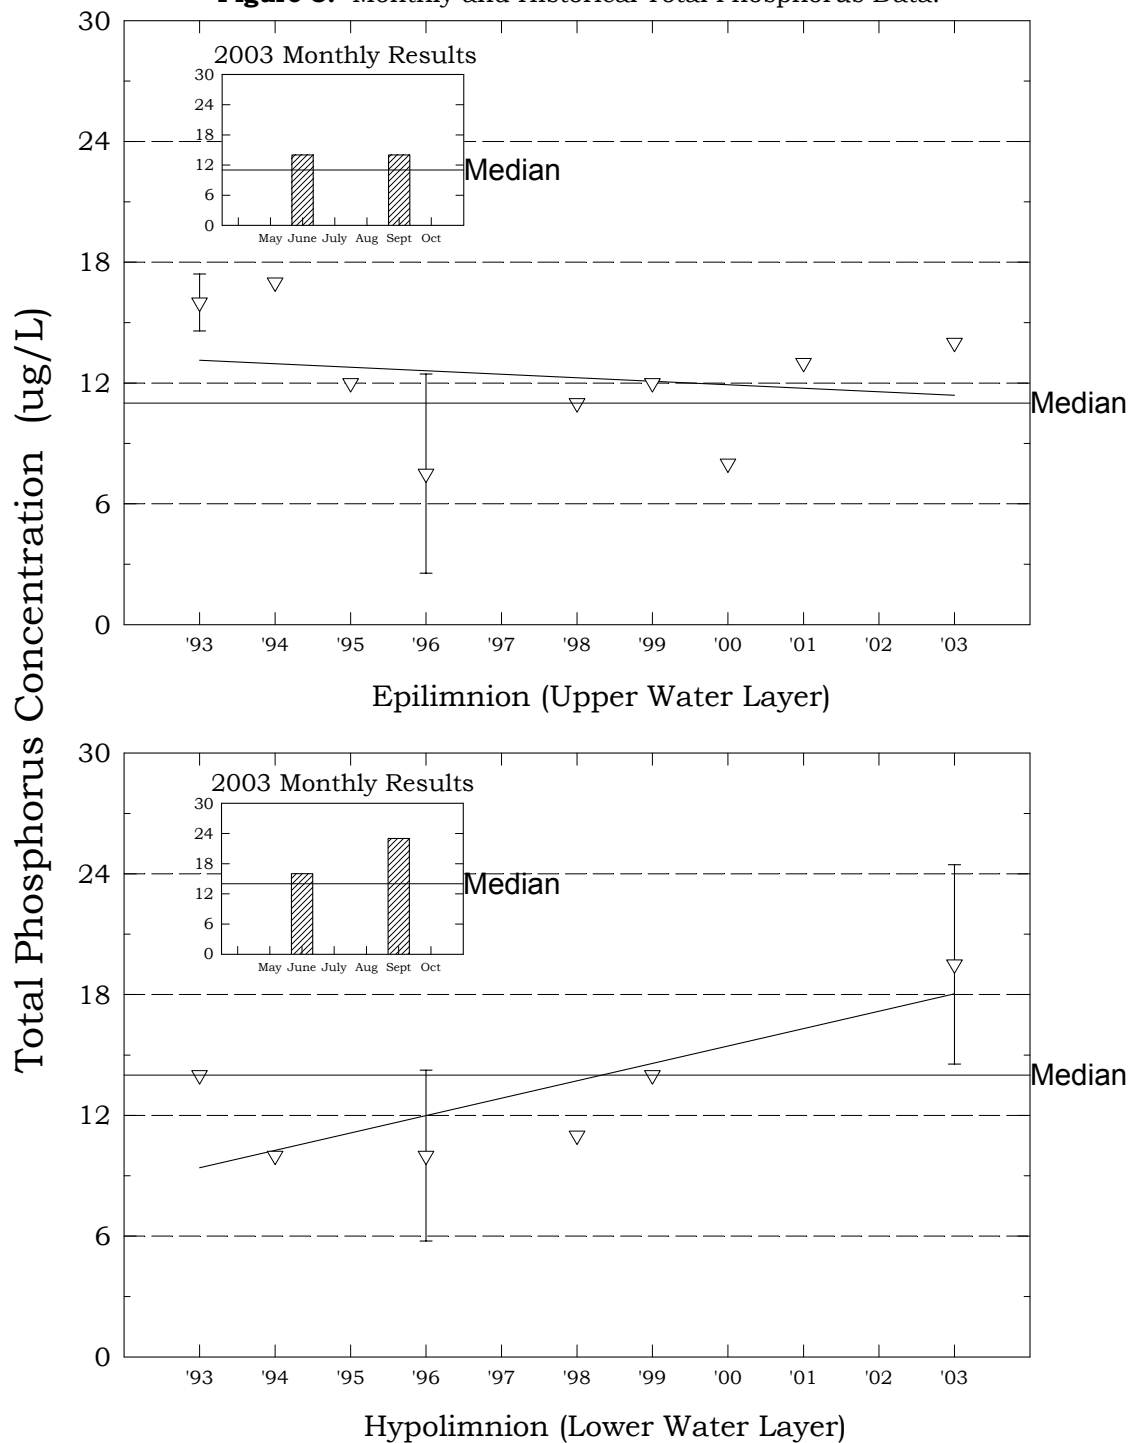 Figure 8. Monthly and Historical Total Phosphorus Data.
Total Phosphorus Concentration (ug/L)
2003 Monthly Results
30
24
18
12
6
0
Median
May June July Aug Sept Oct
30
24
18
12
6
0
Median
'93 '94 '95 '96 '97 '98 '99 '00 '01 '02 '03
Epilimnion (Upper Water Layer)
2003 Monthly Results
30
24
18
12
6
0
Median
May June July Aug Sept Oct
30
24
18
12
6
0
Median
'93 '94 '95 '96 '97 '98 '99 '00 '01 '02 '03
Hypolimnion (Lower Water Layer)